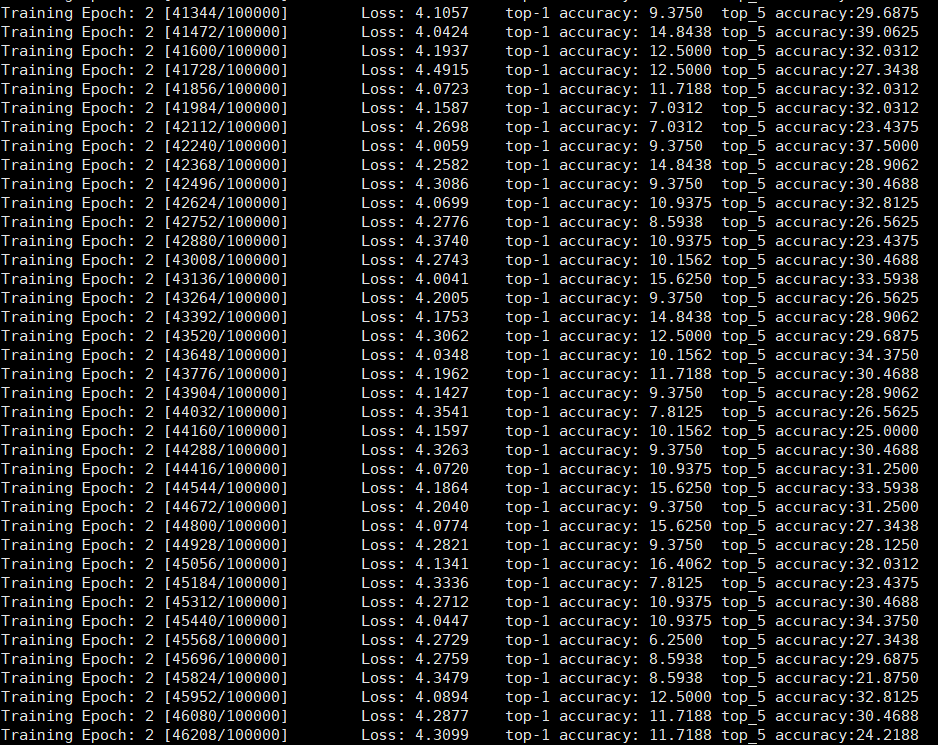 Training Epoch: 2 [41344/100000] Loss: 4.1057 top-1 accuracy: 9.3750 top_5 accuracy:29.6875
Training Epoch: 2 [41472/100000] Loss: 4.0424 top-1 accuracy: 14.8438 top_5 accuracy:39.0625
Training Epoch: 2 [41600/100000] Loss: 4.1937 top-1 accuracy: 12.5000 top_5 accuracy:32.0312
Training Epoch: 2 [41728/100000] Loss: 4.4915 top-1 accuracy: 12.5000 top_5 accuracy:27.3438
Training Epoch: 2 [41856/100000] Loss: 4.0723 top-1 accuracy: 11.7188 top_5 accuracy:32.0312
Training Epoch: 2 [41984/100000] Loss: 4.1587 top-1 accuracy: 7.0312 top_5 accuracy:32.0312
Training Epoch: 2 [42112/100000] Loss: 4.2698 top-1 accuracy: 7.0312 top_5 accuracy:23.4375
Training Epoch: 2 [42240/100000] Loss: 4.0059 top-1 accuracy: 9.3750 top_5 accuracy:37.5000
Training Epoch: 2 [42368/100000] Loss: 4.2582 top-1 accuracy: 14.8438 top_5 accuracy:28.9062
Training Epoch: 2 [42496/100000] Loss: 4.3086 top-1 accuracy: 9.3750 top_5 accuracy:30.4688
Training Epoch: 2 [42624/100000] Loss: 4.0699 top-1 accuracy: 10.9375 top_5 accuracy:32.8125
Training Epoch: 2 [42752/100000] Loss: 4.2776 top-1 accuracy: 8.5938 top_5 accuracy:26.5625
Training Epoch: 2 [42880/100000] Loss: 4.3740 top-1 accuracy: 10.9375 top_5 accuracy:23.4375
Training Epoch: 2 [43008/100000] Loss: 4.2743 top-1 accuracy: 10.1562 top_5 accuracy:30.4688
Training Epoch: 2 [43136/100000] Loss: 4.0041 top-1 accuracy: 15.6250 top_5 accuracy:33.5938
Training Epoch: 2 [43264/100000] Loss: 4.2005 top-1 accuracy: 9.3750 top_5 accuracy:26.5625
Training Epoch: 2 [43392/100000] Loss: 4.1753 top-1 accuracy: 14.8438 top_5 accuracy:28.9062
Training Epoch: 2 [43520/100000] Loss: 4.3062 top-1 accuracy: 12.5000 top_5 accuracy:29.6875
Training Epoch: 2 [43648/100000] Loss: 4.0348 top-1 accuracy: 10.1562 top_5 accuracy:34.3750
Training Epoch: 2 [43776/100000] Loss: 4.1962 top-1 accuracy: 11.7188 top_5 accuracy:30.4688
Training Epoch: 2 [43904/100000] Loss: 4.1427 top-1 accuracy: 9.3750 top_5 accuracy:28.9062
Training Epoch: 2 [44032/100000] Loss: 4.3541 top-1 accuracy: 7.8125 top_5 accuracy:26.5625
Training Epoch: 2 [44160/100000] Loss: 4.1597 top-1 accuracy: 10.1562 top_5 accuracy:25.0000
Training Epoch: 2 [44288/100000] Loss: 4.3263 top-1 accuracy: 9.3750 top_5 accuracy:30.4688
Training Epoch: 2 [44416/100000] Loss: 4.0720 top-1 accuracy: 10.9375 top_5 accuracy:31.2500
Training Epoch: 2 [44544/100000] Loss: 4.1864 top-1 accuracy: 15.6250 top_5 accuracy:33.5938
Training Epoch: 2 [44672/100000] Loss: 4.2040 top-1 accuracy: 9.3750 top_5 accuracy:31.2500
Training Epoch: 2 [44800/100000] Loss: 4.0774 top-1 accuracy: 15.6250 top_5 accuracy:27.3438
Training Epoch: 2 [44928/100000] Loss: 4.2821 top-1 accuracy: 9.3750 top_5 accuracy:28.1250
Training Epoch: 2 [45056/100000] Loss: 4.1341 top-1 accuracy: 16.4062 top_5 accuracy:32.0312
Training Epoch: 2 [45184/100000] Loss: 4.3336 top-1 accuracy: 7.8125 top_5 accuracy:23.4375
Training Epoch: 2 [45312/100000] Loss: 4.2712 top-1 accuracy: 10.9375 top_5 accuracy:30.4688
Training Epoch: 2 [45440/100000] Loss: 4.0447 top-1 accuracy: 10.9375 top_5 accuracy:34.3750
Training Epoch: 2 [45568/100000] Loss: 4.2729 top-1 accuracy: 6.2500 top_5 accuracy:27.3438
Training Epoch: 2 [45696/100000] Loss: 4.2759 top-1 accuracy: 8.5938 top_5 accuracy:29.6875
Training Epoch: 2 [45824/100000] Loss: 4.3479 top-1 accuracy: 8.5938 top_5 accuracy:21.8750
Training Epoch: 2 [45952/100000] Loss: 4.0894 top-1 accuracy: 12.5000 top_5 accuracy:32.8125
Training Epoch: 2 [46080/100000] Loss: 4.2877 top-1 accuracy: 11.7188 top_5 accuracy:30.4688
Training Epoch: 2 [46208/100000] Loss: 4.3099 top-1 accuracy: 11.7188 top_5 accuracy:24.2188